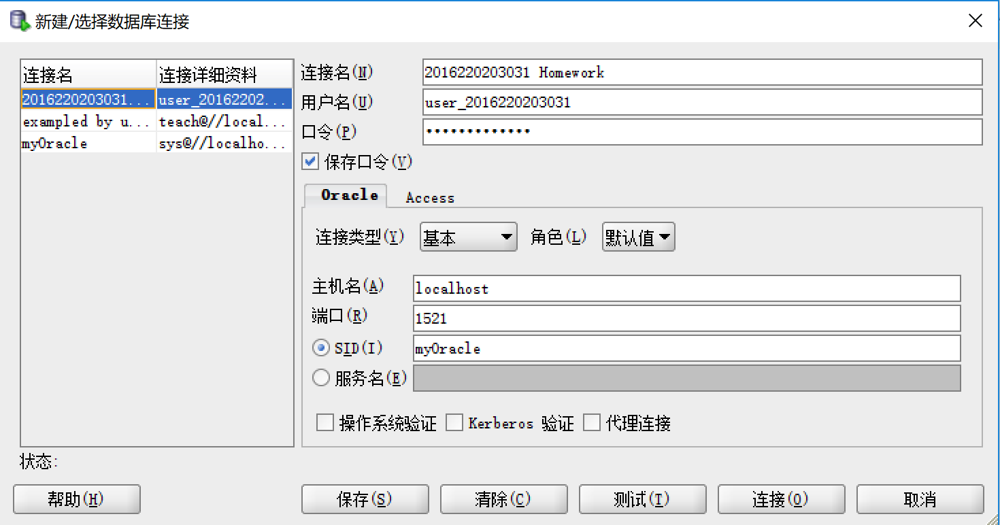 新建/选择数据库连接
连接名 连接详细资料
2016220203031... user_20162202...
exampled by u... teach@//local...
myOracle sys@//localho...
连接名(N) 2016220203031 Homework
用户名(U) user_2016220203031
口令(P) •••••••••••••
保存口令(V)
Oracle Access
连接类型(Y) 基本 角色(L) 默认值
主机名(A) localhost
端口(R) 1521
SID(I) myOracle
服务名(E)
操作系统验证 Kerberos 验证 代理连接
状态:
帮助(H) 保存(S) 清除(C) 测试(T) 连接(O) 取消